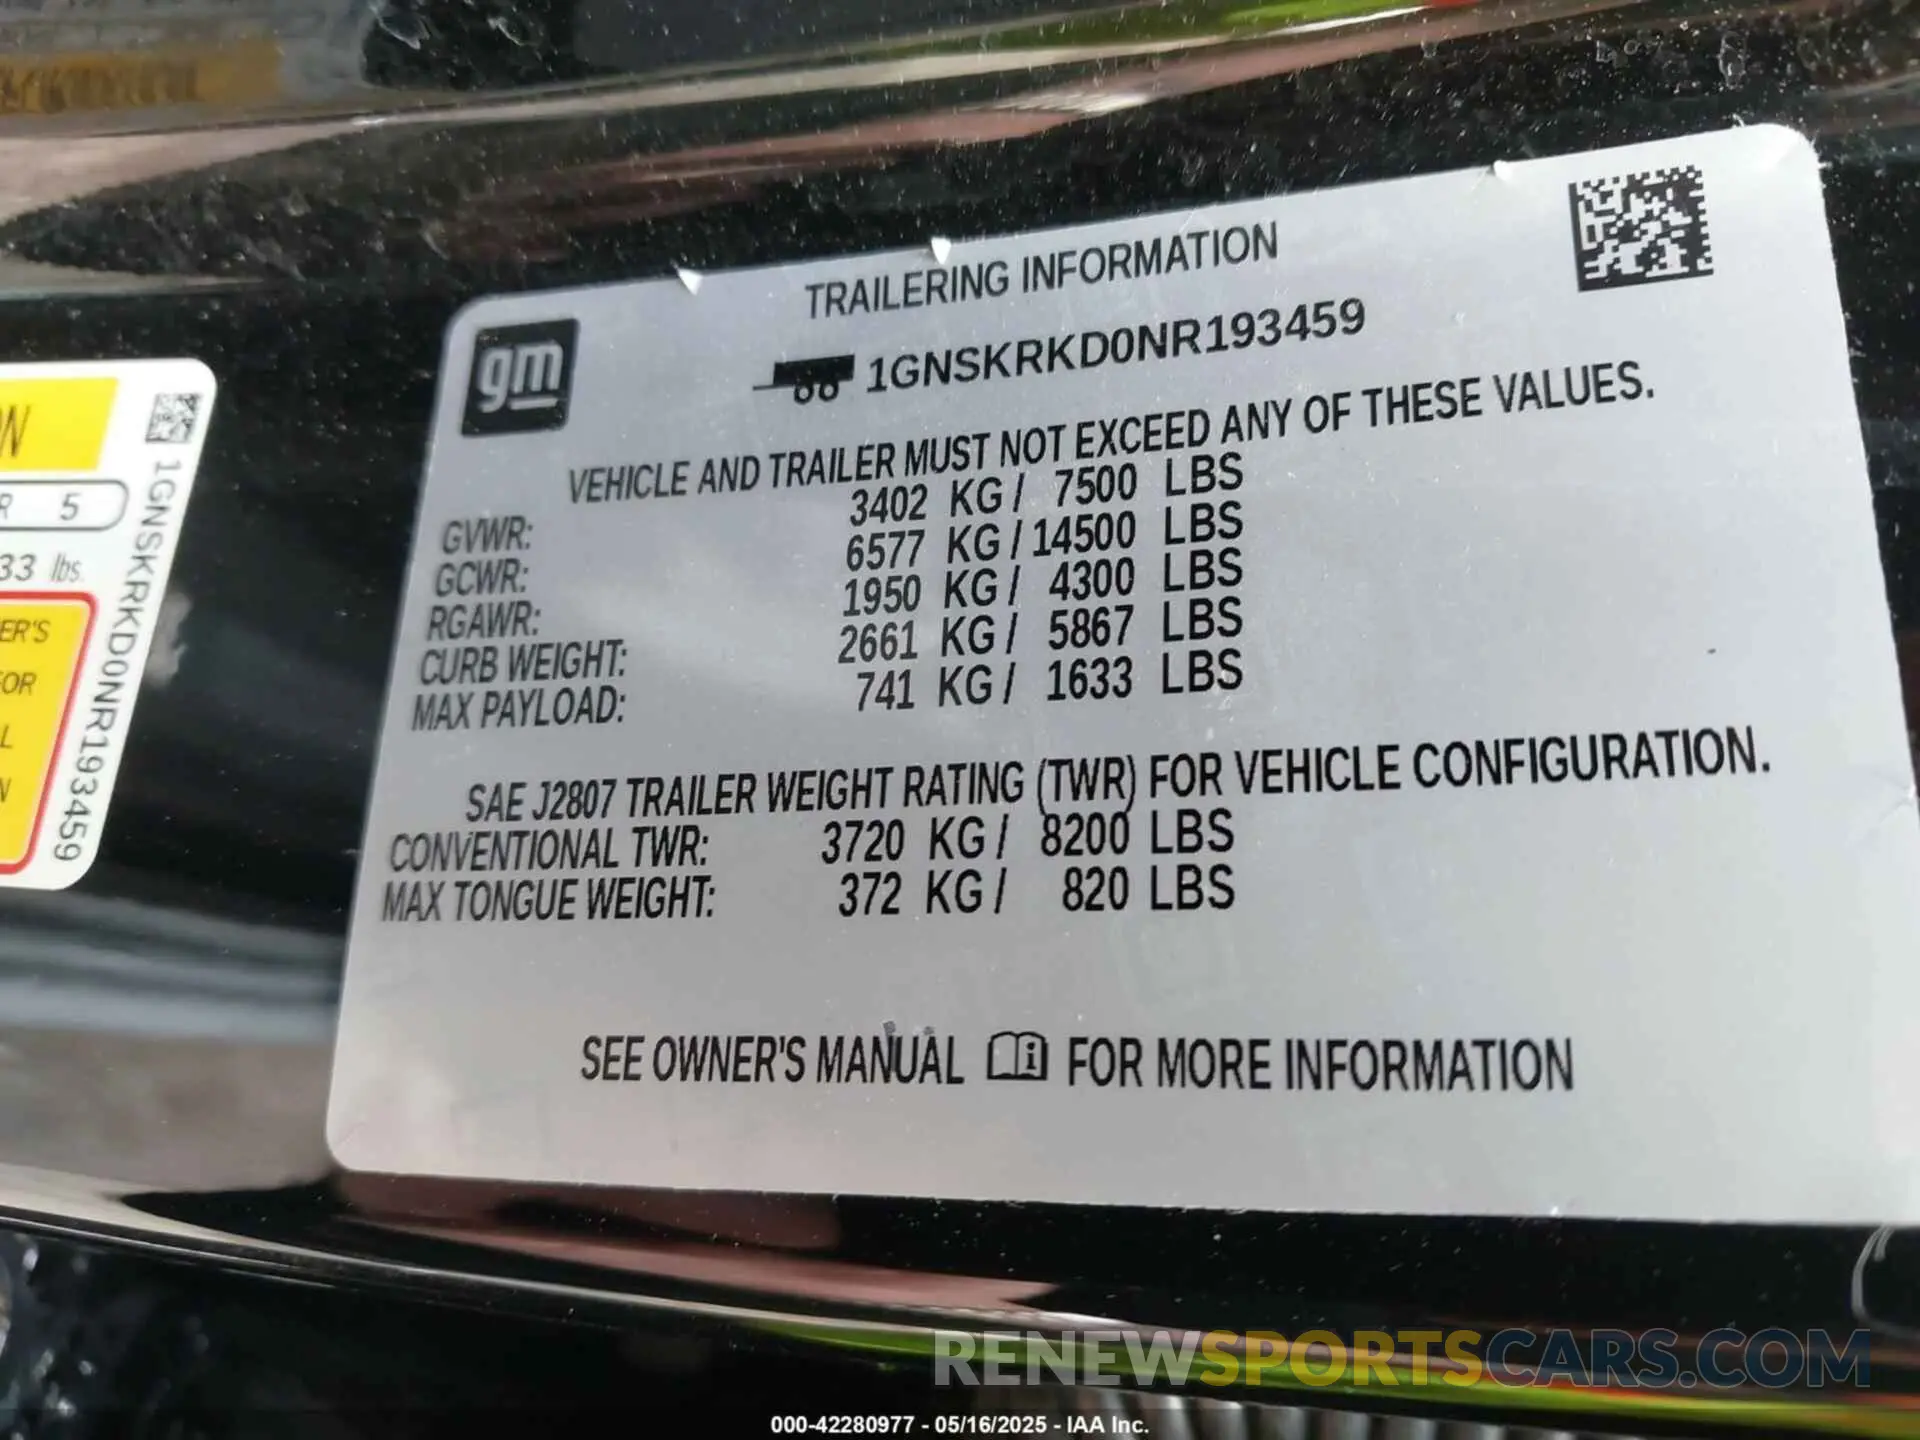 TRAILERING INFORMATION
gm
1GNSKRKD0NR193459
VEHICLE AND TRAILER MUST NOT EXCEED ANY OF THESE VALUES.
GVWR: 3402 KG / 7500 LBS
GCWR: 6577 KG / 14500 LBS
RGAWR: 1950 KG / 4300 LBS
CURB WEIGHT: 2661 KG / 5867 LBS
MAX PAYLOAD: 741 KG / 1633 LBS
SAE J2807 TRAILER WEIGHT RATING (TWR) FOR VEHICLE CONFIGURATION.
CONVENTIONAL TWR: 3720 KG / 8200 LBS
MAX TONGUE WEIGHT: 372 KG / 820 LBS
SEE OWNER'S MANUAL i FOR MORE INFORMATION
ON
R 5
33 lbs.
ER'S
FOR
L
N
1GNSKRKD0NR193459
RENEWSPORTSCARS.COM
000-42280977 - 05/16/2025 - IAA Inc.